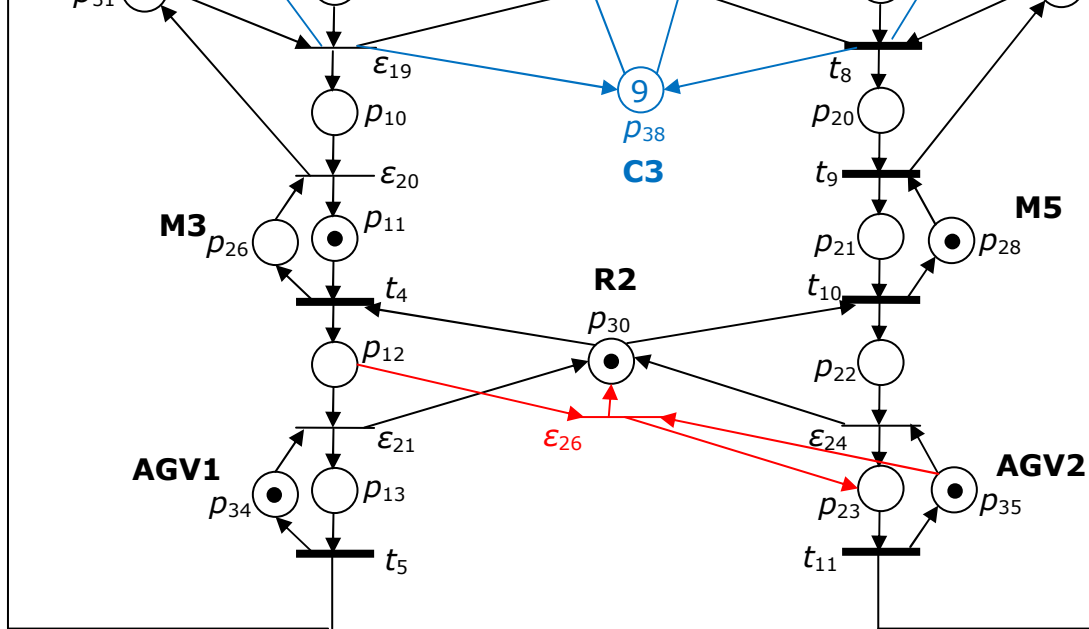 p31
ε19
t8
p10
9
p20
p38
C3
ε20
t9
M3
p26
p11
p21
p28
M5
t4
R2
t10
p30
p12
p22
ε21
ε26
ε24
AGV1
p34
p13
p23
AGV2
p35
t5
t11